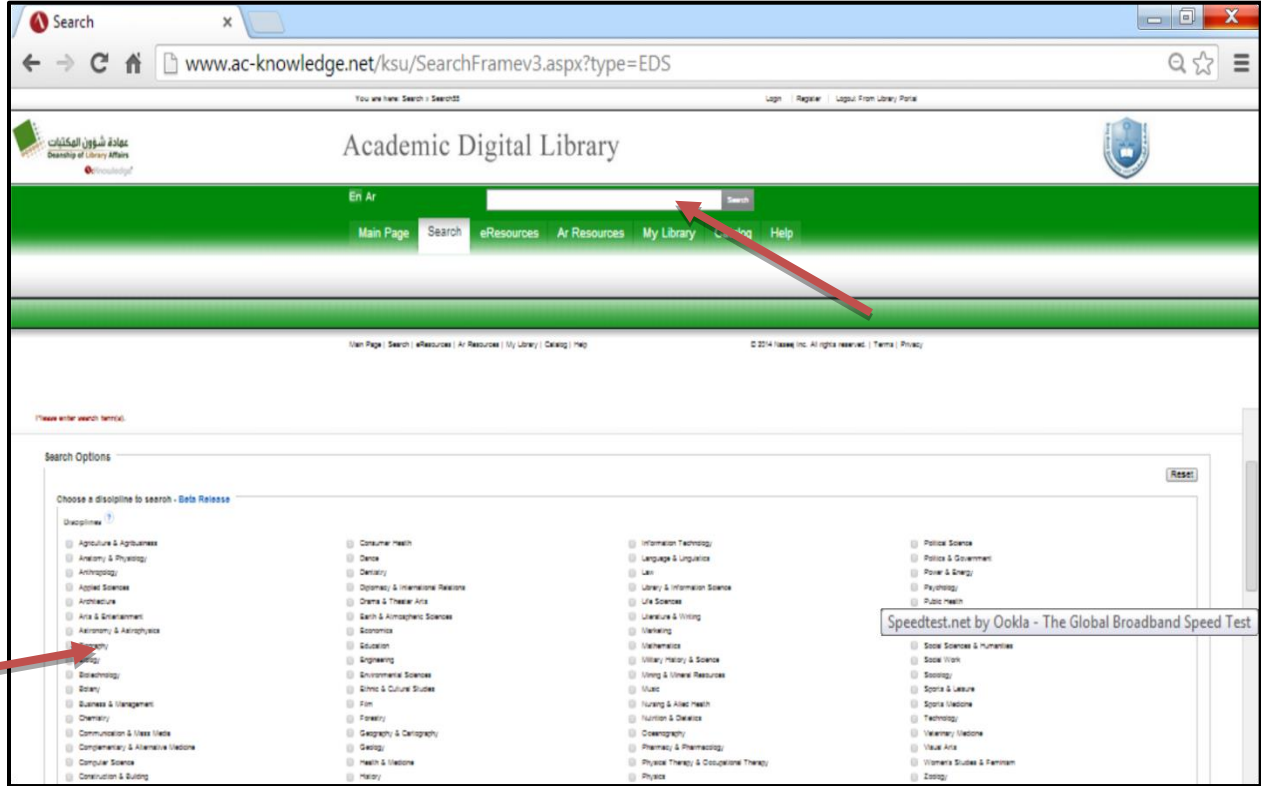 Search
www.ac-knowledge.net/ksu/SearchFramev3.aspx?type=EDS
You are here: Search > Search55
Login | Register | Logout From Library Portal
عمادة شؤون المكتبات
Deanship of Library Affairs
acknowledge
Academic Digital Library
En Ar
Search
Main Page Search eResources Ar Resources My Library Catalog Help
Main Page | Search | eResources | Ar Resources | My Library | Catalog | Help
© 2014 Naseej Inc. All rights reserved. | Terms | Privacy
Please enter search term(s).
Search Options
Reset
Choose a discipline to search - Beta Release
Disciplines ?
Agriculture & Agribusiness
Anatomy & Physiology
Anthropology
Applied Sciences
Architecture
Arts & Entertainment
Astronomy & Astrophysics
Biology
Biotechnology
Botany
Business & Management
Chemistry
Communication & Mass Media
Complementary & Alternative Medicine
Computer Science
Construction & Building
Consumer Health
Dance
Dentistry
Diplomacy & International Relations
Drama & Theater Arts
Earth & Atmospheric Sciences
Economics
Education
Engineering
Environmental Sciences
Ethnic & Cultural Studies
Film
Forestry
Geography & Cartography
Geology
Health & Medicine
History
Information Technology
Language & Linguistics
Law
Library & Information Science
Life Sciences
Literature & Writing
Marketing
Mathematics
Military History & Science
Mining & Mineral Resources
Music
Nursing & Allied Health
Nutrition & Dietetics
Oceanography
Pharmacy & Pharmacology
Physical Therapy & Occupational Therapy
Physics
Political Science
Politics & Government
Power & Energy
Psychology
Public Health
Speedtest.net by Ookla - The Global Broadband Speed Test
Social Sciences & Humanities
Social Work
Sociology
Sports & Leisure
Sports Medicine
Technology
Veterinary Medicine
Visual Arts
Women's Studies & Feminism
Zoology